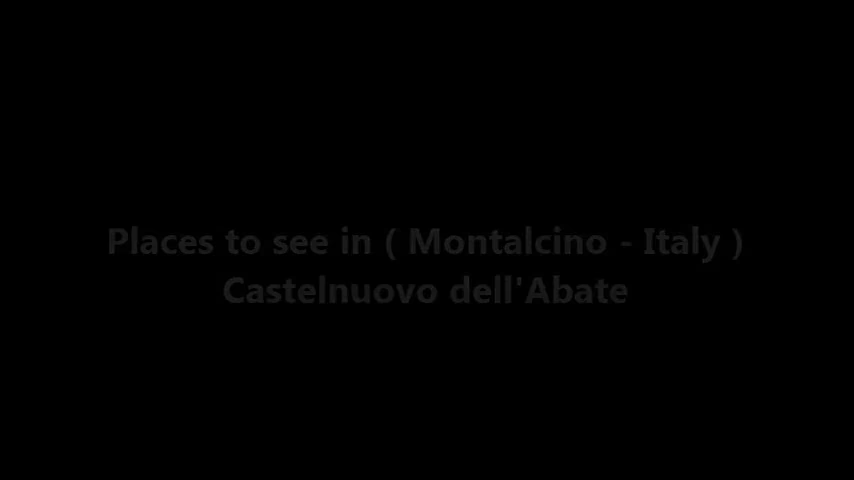 Places to see in ( Montalcino - Italy )
Castelnuovo dell'Abate